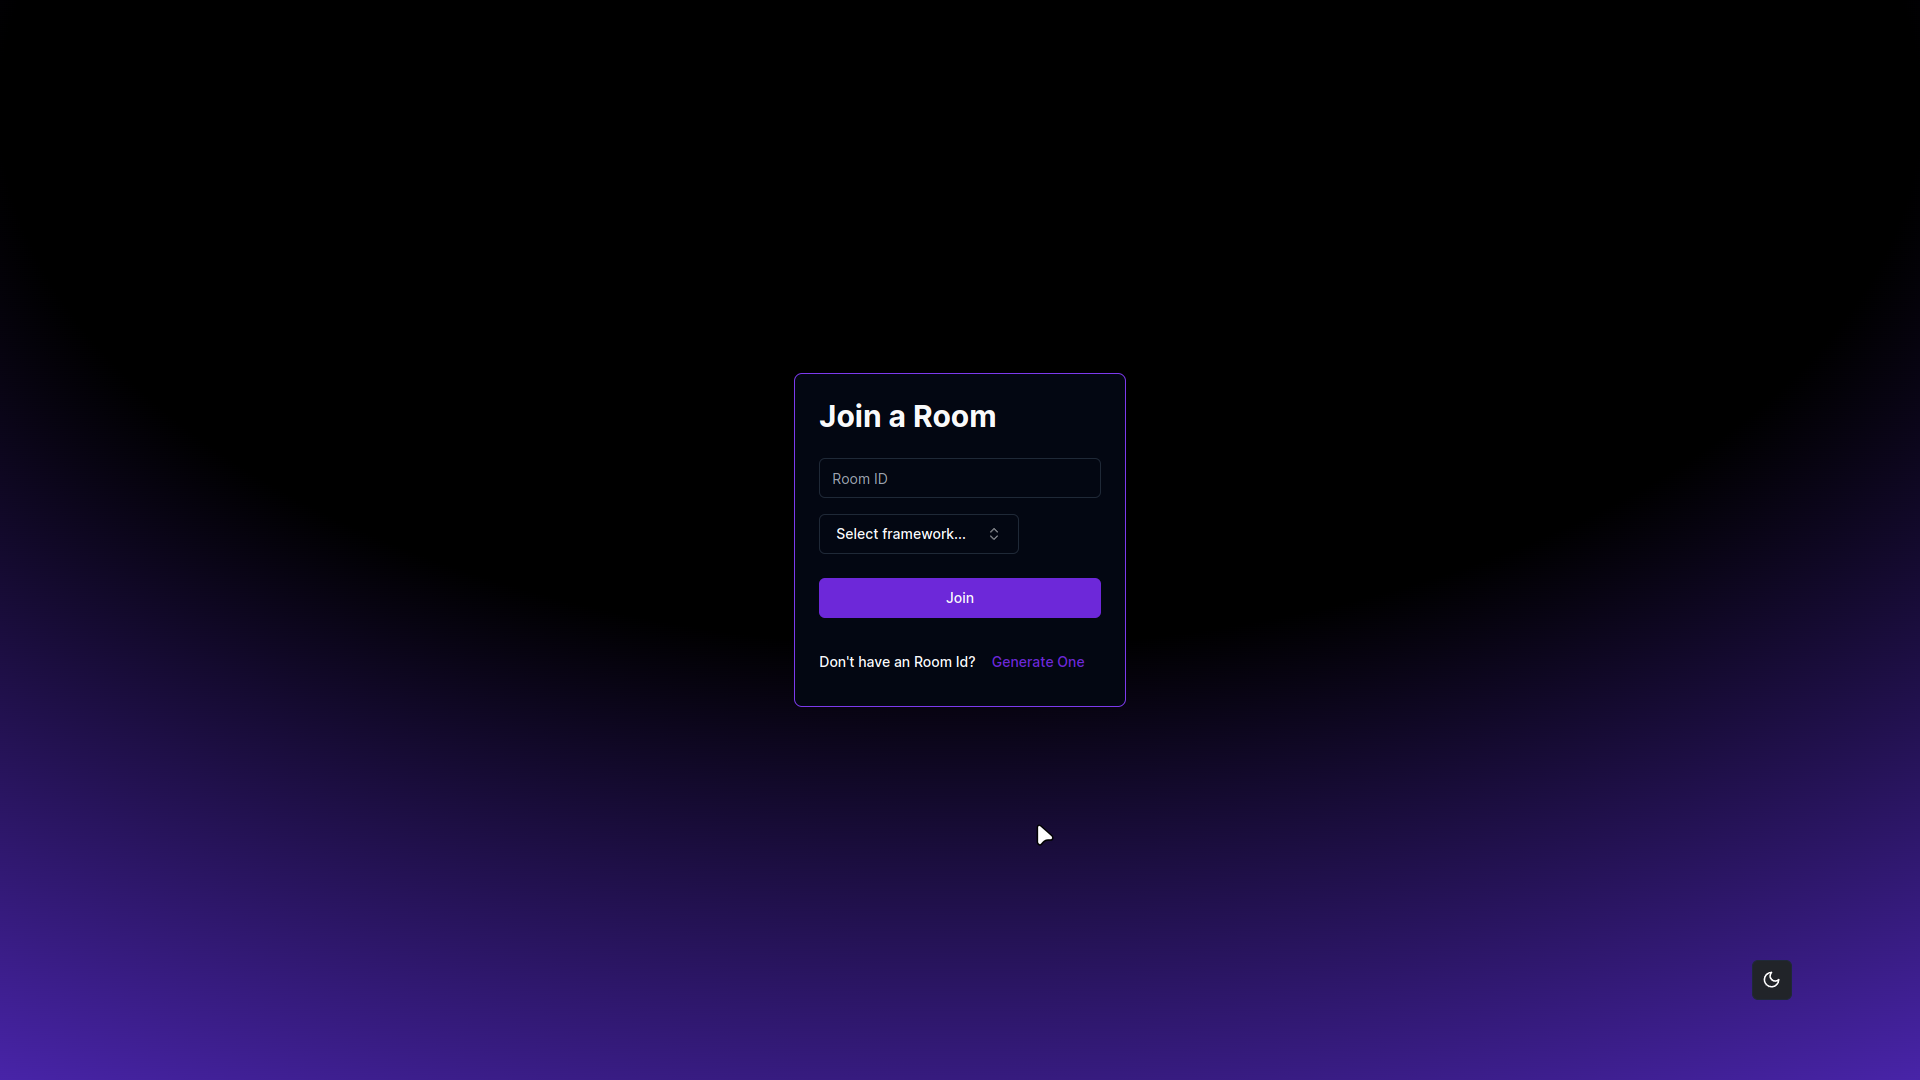 Join a Room
Room ID
Select framework...
Join
Don't have an Room Id? Generate One